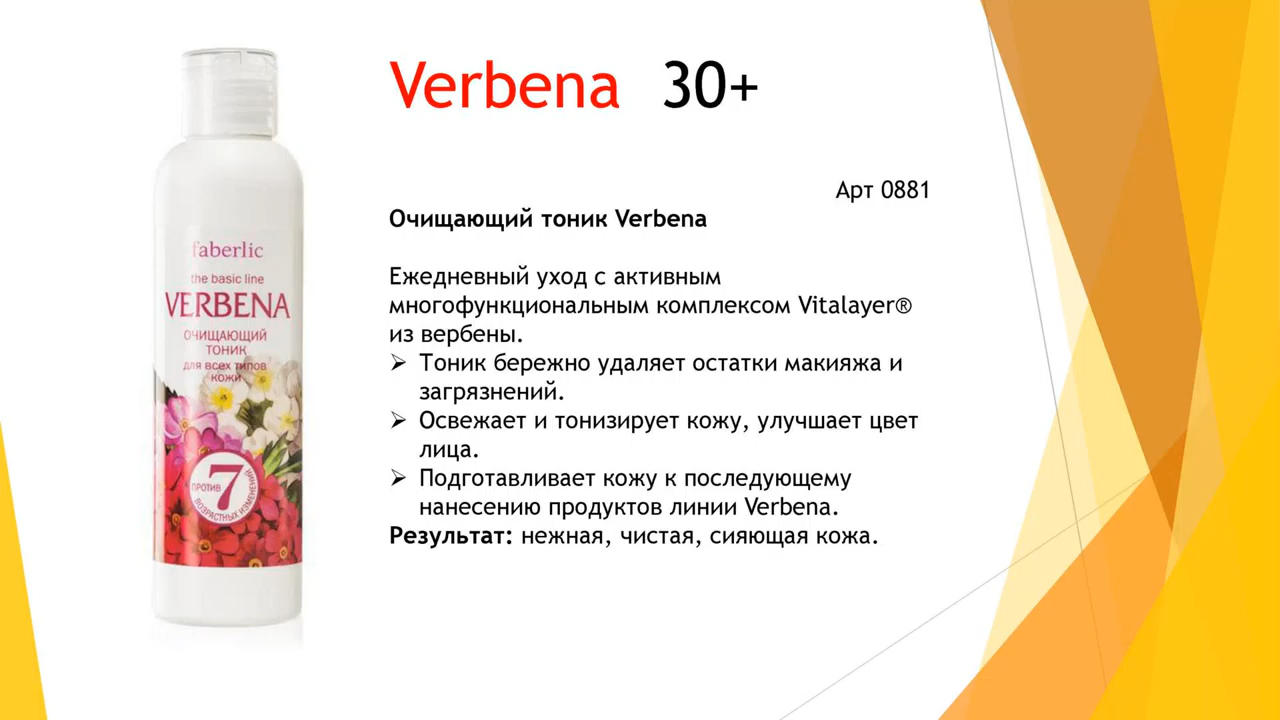 Verbena 30+
Арт 0881
Очищающий тоник Verbena
Ежедневный уход с активным
многофункциональным комплексом Vitalayer®
из вербены.
➢ Тоник бережно удаляет остатки макияжа и
загрязнений.
➢ Освежает и тонизирует кожу, улучшает цвет
лица.
➢ Подготавливает кожу к последующему
нанесению продуктов линии Verbena.
Результат: нежная, чистая, сияющая кожа.
faberlic
the basic line
VERBENA
ОЧИЩАЮЩИЙ
ТОНИК
для всех типов
кожи
ПРОТИВ
7
ВОЗРАСТНЫХ ИЗМЕНЕНИЙ